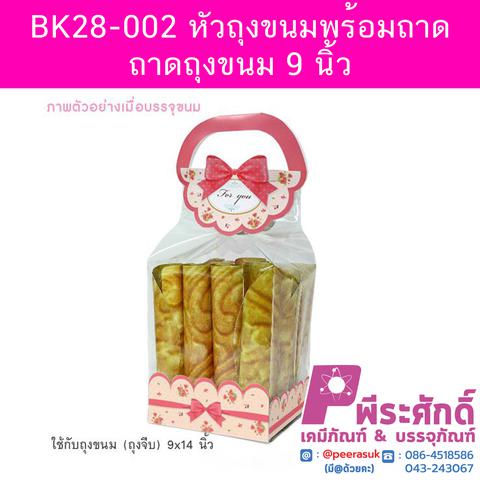 BK28-002 หัวถุงขนมพร้อมถาด
ถาดถุงขนม 9 นิ้ว
ภาพตัวอย่างเมื่อบรรจุขนม
For you
P พีระศักดิ์
เคมีภัณฑ์ & บรรจุภัณฑ์
ใช้กับถุงขนม (ถุงจีบ) 9x14 นิ้ว
: @peerasuk : 086-4518586
(มี@ด้วยคะ) 043-243067